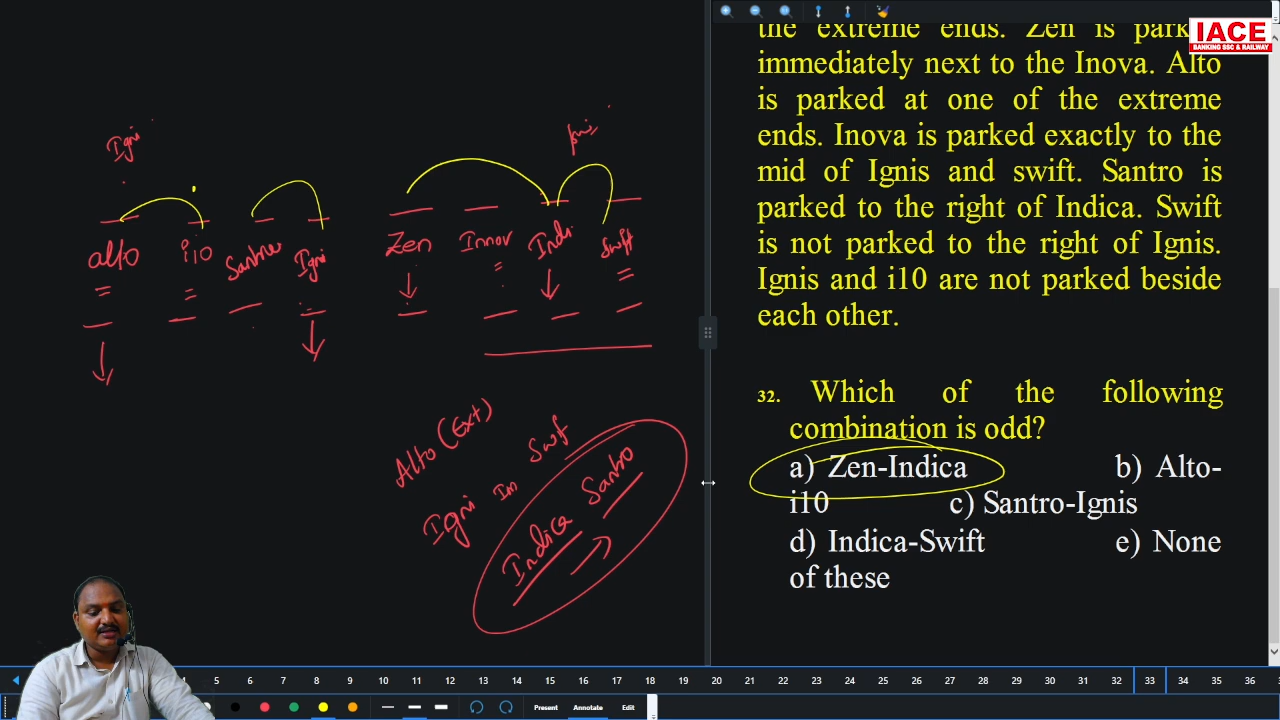 the extreme ends. Zen is parked
IACE
BANKING SSC & RAILWAY
immediately next to the Inova. Alto
is parked at one of the extreme
ends. Inova is parked exactly to the
mid of Ignis and swift. Santro is
parked to the right of Indica. Swift
is not parked to the right of Ignis.
Ignis and i10 are not parked beside
each other.
32. Which of the following
combination is odd?
a) Zen-Indica b) Alto-
i10 c) Santro-Ignis
d) Indica-Swift e) None
of these
Igni
alto i10 Igni Zen Innov Indi Swift
Alto (Ext)
Igni In Swf
Indica Santro
4 5 6 7 8 9 10 11 12 13 14 15 16 17 18 19 20 21 22 23 24 25 26 27 28 29 30 31 32 33 34 35 36
Present Annotate Edit